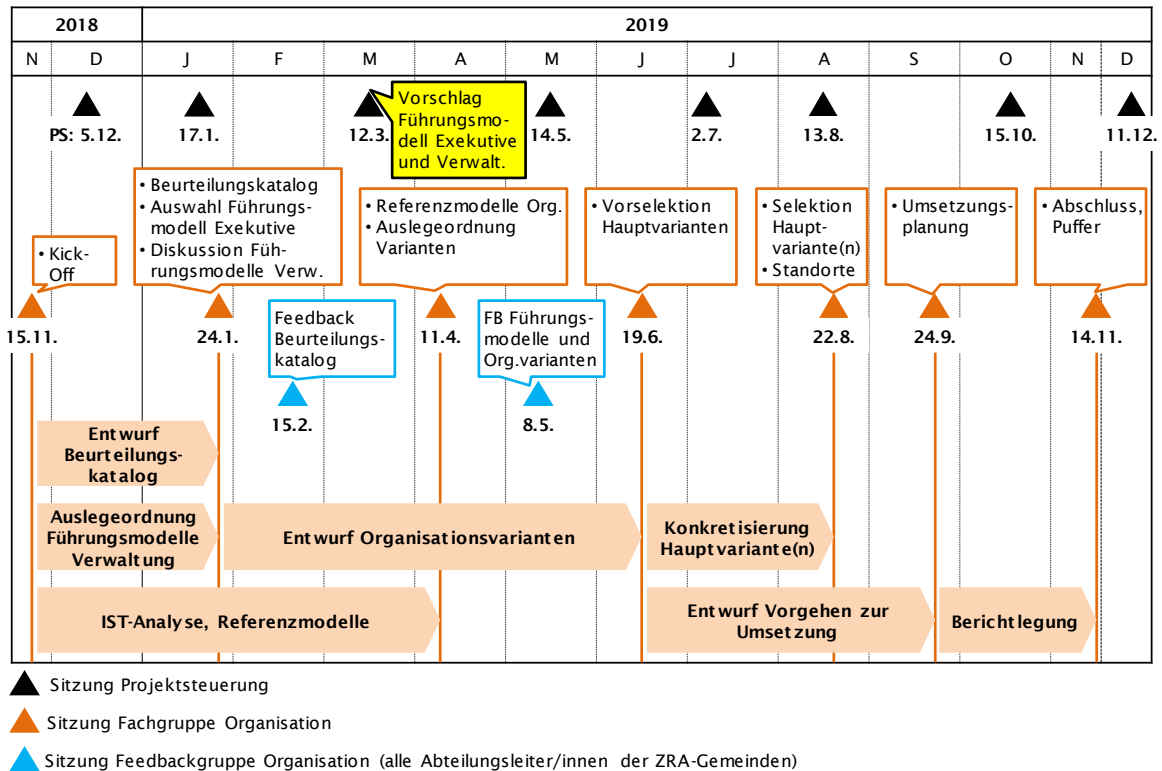 2018
2019
N D J F M A M J J A S O N D
PS: 5.12.
17.1.
12.3.
14.5.
2.7.
13.8.
15.10.
11.12.
Vorschlag
Führungsmo-
dell Exekutive
und Verwalt.
• Kick-
Off
• Beurteilungskatalog
• Auswahl Führungs-
modell Exekutive
• Diskussion Füh-
rungsmodelle Verw.
• Referenzmodelle Org.
• Auslegeordnung
Varianten
• Vorselektion
Hauptvarianten
• Selektion
Haupt-
variante(n)
• Standorte
• Umsetzungs-
planung
• Abschluss,
Puffer
15.11.
24.1.
11.4.
19.6.
22.8.
24.9.
14.11.
Feedback
Beurteilungs-
katalog
15.2.
FB Führungs-
modelle und
Org.varianten
8.5.
Entwurf
Beurteilungs-
katalog
Auslegeordnung
Führungsmodelle
Verwaltung
Entwurf Organisationsvarianten
Konkretisierung
Hauptvariante(n)
IST-Analyse, Referenzmodelle
Entwurf Vorgehen zur
Umsetzung
Berichtlegung
Sitzung Projektsteuerung
Sitzung Fachgruppe Organisation
Sitzung Feedbackgruppe Organisation (alle Abteilungsleiter/innen der ZRA-Gemeinden)